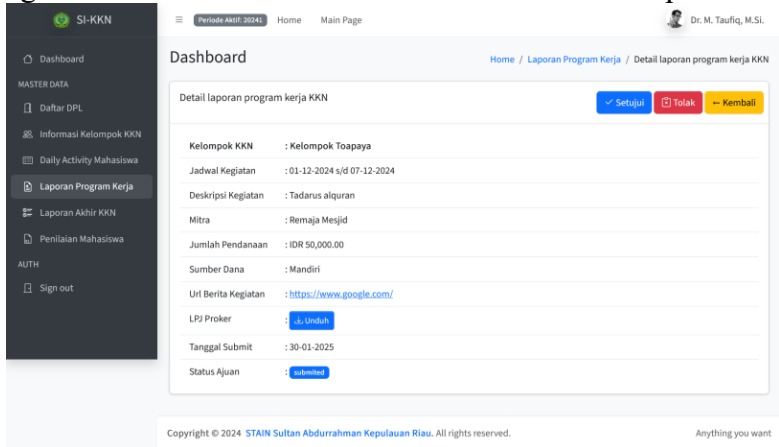 SI-KKN
Periode Aktif: 20241 Home Main Page
Dr. M. Taufiq, M.Si.
Dashboard
MASTER DATA
Daftar DPL
Informasi Kelompok KKN
Daily Activity Mahasiswa
Laporan Program Kerja
Laporan Akhir KKN
Penilaian Mahasiswa
AUTH
Sign out
Dashboard
Home / Laporan Program Kerja / Detail laporan program kerja KKN
Detail laporan program kerja KKN
Setujui Tolak ← Kembali
Kelompok KKN : Kelompok Toapaya
Jadwal Kegiatan : 01-12-2024 s/d 07-12-2024
Deskripsi Kegiatan : Tadarus alquran
Mitra : Remaja Mesjid
Jumlah Pendanaan : IDR 50,000.00
Sumber Dana : Mandiri
Url Berita Kegiatan : https://www.google.com/
LPJ Proker : Unduh
Tanggal Submit : 30-01-2025
Status Ajuan : submited
Copyright © 2024 STAIN Sultan Abdurrahman Kepulauan Riau. All rights reserved.
Anything you want